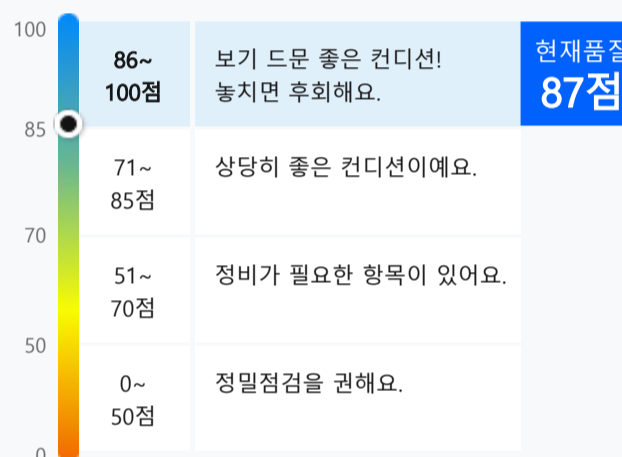 100
86~
100점
보기 드문 좋은 컨디션!
놓치면 후회해요.
현재품질
87점
85
71~
85점
상당히 좋은 컨디션이예요.
70
51~
70점
정비가 필요한 항목이 있어요.
50
0~
50점
정밀점검을 권해요.
0